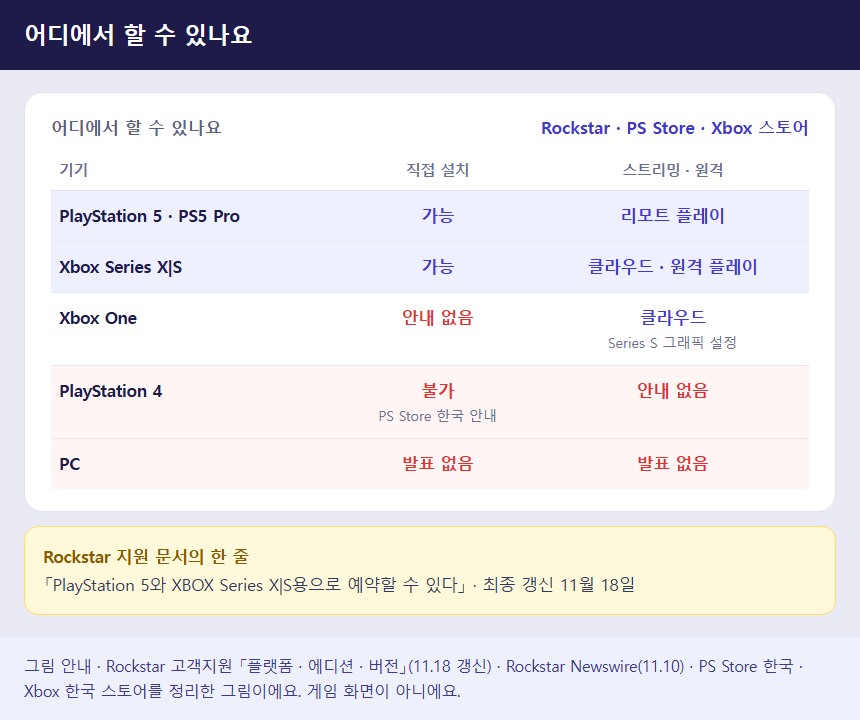 어디에서 할 수 있나요
어디에서 할 수 있나요
Rockstar · PS Store · Xbox 스토어
기기 직접 설치 스트리밍 · 원격
PlayStation 5 · PS5 Pro 가능 리모트 플레이
Xbox Series X|S 가능 클라우드 · 원격 플레이
Xbox One 안내 없음 클라우드
Series S 그래픽 설정
PlayStation 4 불가 안내 없음
PS Store 한국 안내
PC 발표 없음 발표 없음
Rockstar 지원 문서의 한 줄
「PlayStation 5와 XBOX Series X|S용으로 예약할 수 있다」 · 최종 갱신 11월 18일
그림 안내 · Rockstar 고객지원 「플랫폼 · 에디션 · 버전」(11.18 갱신) · Rockstar Newswire(11.10) · PS Store 한국 ·
Xbox 한국 스토어를 정리한 그림이에요. 게임 화면이 아니에요.